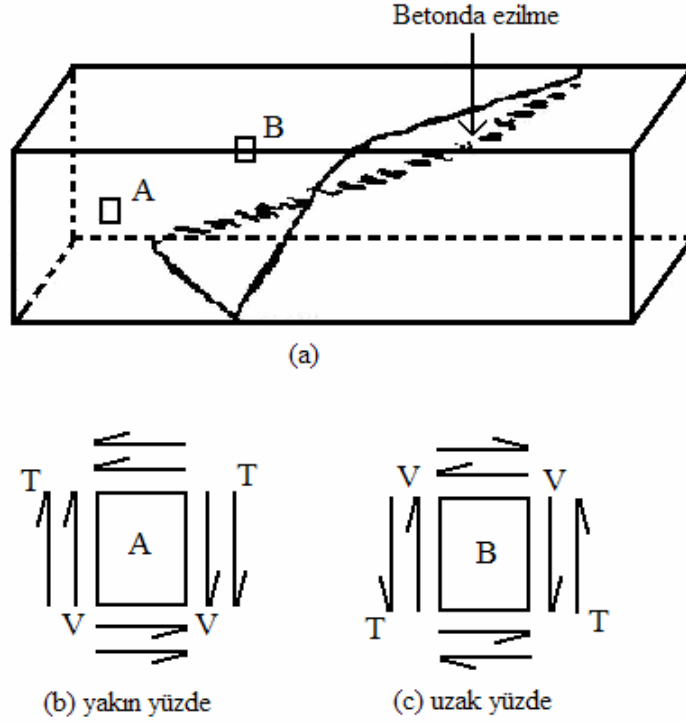 Betonda ezilme
B
A
(a)
T T
A
V V
V V
B
T T
(b) yakın yüzde
(c) uzak yüzde